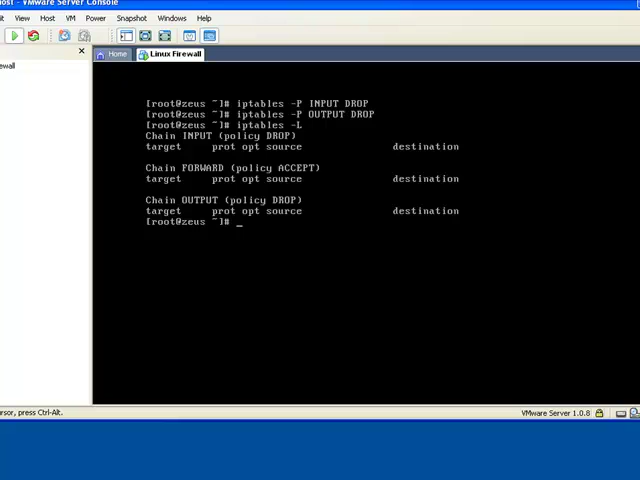 ost - VMware Server Console
it View Host VM Power Snapshot Windows Help
Home Linux Firewall
ewall
[root@zeus ~]# iptables -P INPUT DROP
[root@zeus ~]# iptables -P OUTPUT DROP
[root@zeus ~]# iptables -L
Chain INPUT (policy DROP)
target prot opt source destination
Chain FORWARD (policy ACCEPT)
target prot opt source destination
Chain OUTPUT (policy DROP)
target prot opt source destination
[root@zeus ~]# _
ursor, press Ctrl-Alt.
VMware Server 1.0.8